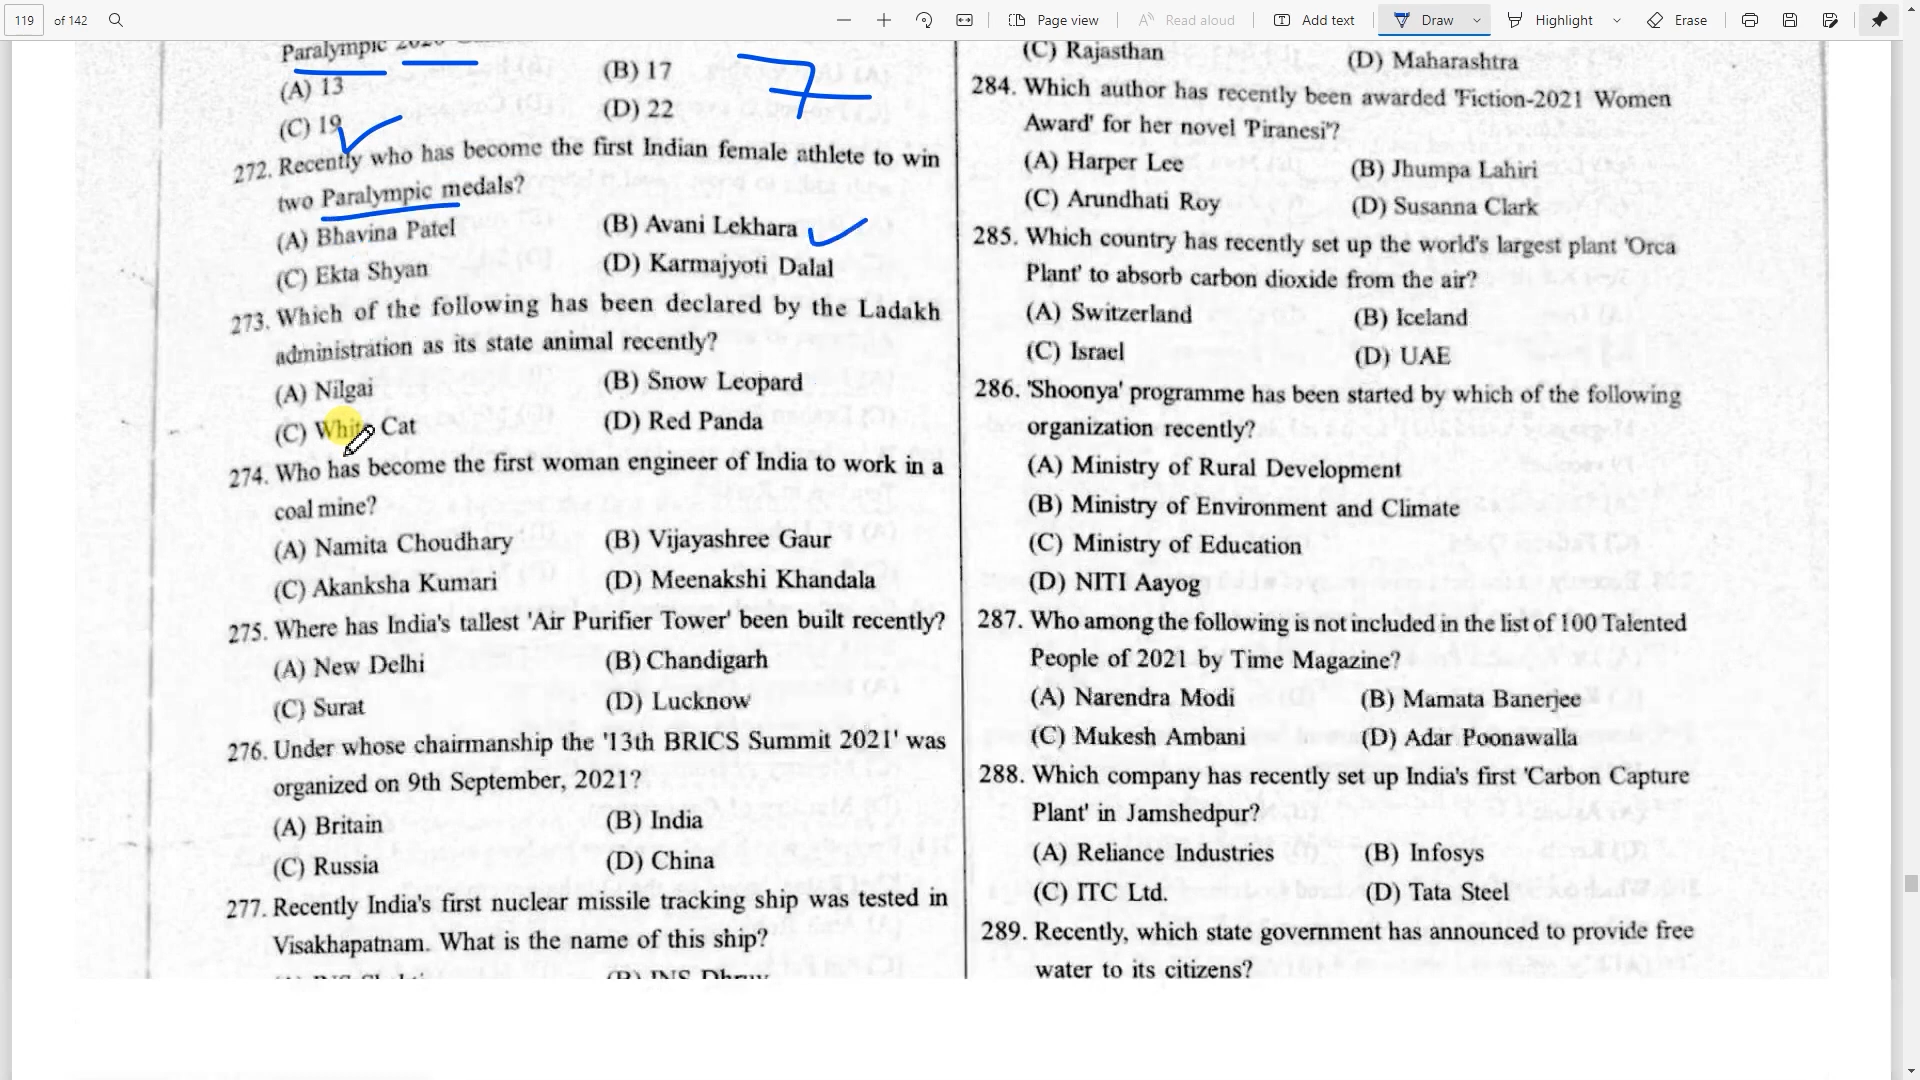 119 of 142
Page view
Read aloud
Add text
Draw
Highlight
Erase
Paralympic 2020
(A) 13
(B) 17
(C) 19
(D) 22
7
272. Recently who has become the first Indian female athlete to win
two Paralympic medals?
(A) Bhavina Patel
(B) Avani Lekhara
(C) Ekta Shyan
(D) Karmajyoti Dalal
273. Which of the following has been declared by the Ladakh
administration as its state animal recently?
(A) Nilgai
(B) Snow Leopard
(C) White Cat
(D) Red Panda
274. Who has become the first woman engineer of India to work in a
coal mine?
(A) Namita Choudhary
(B) Vijayashree Gaur
(C) Akanksha Kumari
(D) Meenakshi Khandala
275. Where has India's tallest 'Air Purifier Tower' been built recently?
(A) New Delhi
(B) Chandigarh
(C) Surat
(D) Lucknow
276. Under whose chairmanship the '13th BRICS Summit 2021' was
organized on 9th September, 2021?
(A) Britain
(B) India
(C) Russia
(D) China
277. Recently India's first nuclear missile tracking ship was tested in
Visakhapatnam. What is the name of this ship?
(B) INS Dhruv
(C) Rajasthan
(D) Maharashtra
284. Which author has recently been awarded 'Fiction-2021 Women
Award' for her novel 'Piranesi'?
(A) Harper Lee
(B) Jhumpa Lahiri
(C) Arundhati Roy
(D) Susanna Clark
285. Which country has recently set up the world's largest plant 'Orca
Plant' to absorb carbon dioxide from the air?
(A) Switzerland
(B) Iceland
(C) Israel
(D) UAE
286. 'Shoonya' programme has been started by which of the following
organization recently?
(A) Ministry of Rural Development
(B) Ministry of Environment and Climate
(C) Ministry of Education
(D) NITI Aayog
287. Who among the following is not included in the list of 100 Talented
People of 2021 by Time Magazine?
(A) Narendra Modi
(B) Mamata Banerjee
(C) Mukesh Ambani
(D) Adar Poonawalla
288. Which company has recently set up India's first 'Carbon Capture
Plant' in Jamshedpur?
(A) Reliance Industries
(B) Infosys
(C) ITC Ltd.
(D) Tata Steel
289. Recently, which state government has announced to provide free
water to its citizens?